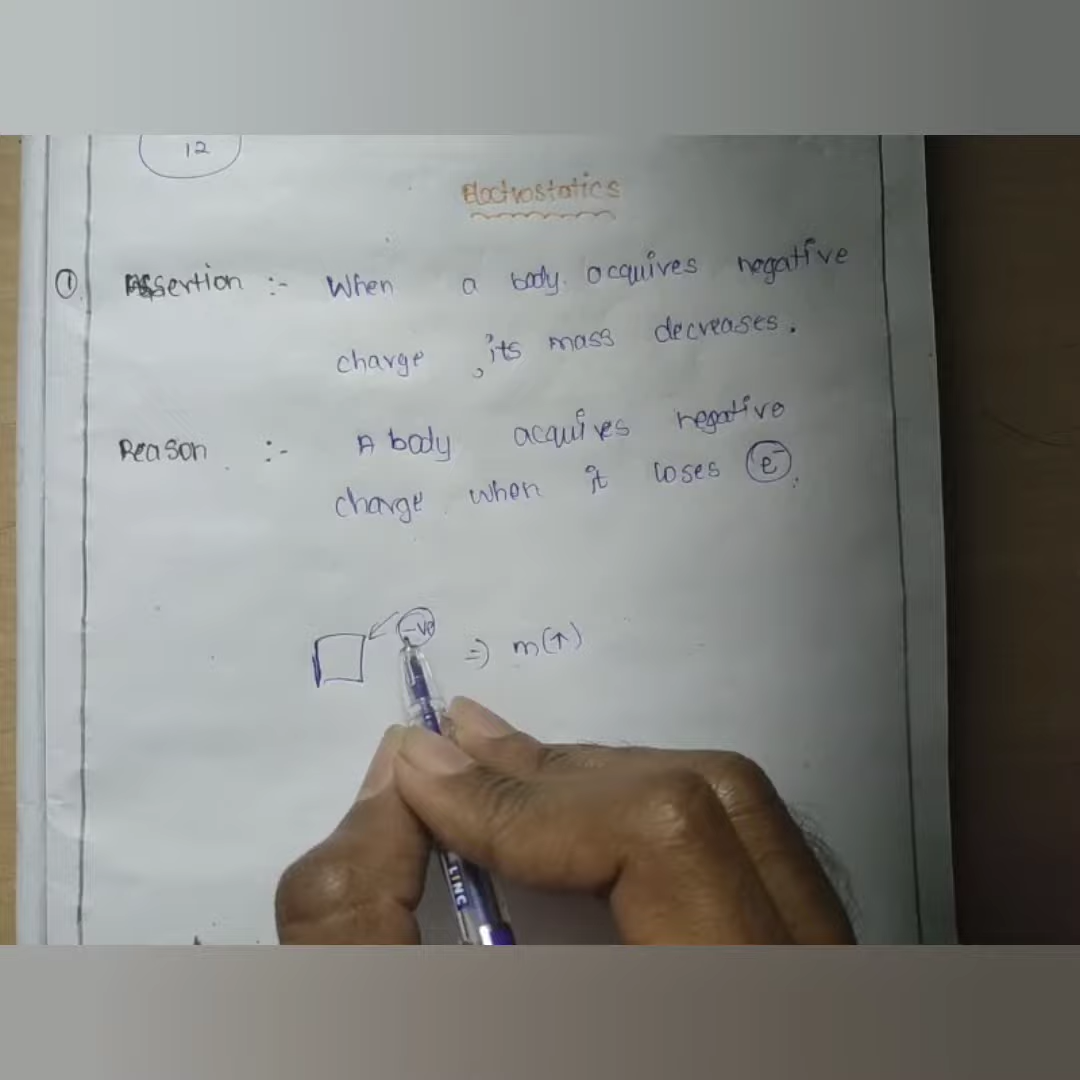 12
Electrostatics
① Assertion :- When a body acquires negative
charge, its mass decreases.
Reason :- A body acquires negative
charge when it loses e⁻.
-ve => m(↑)
LINC